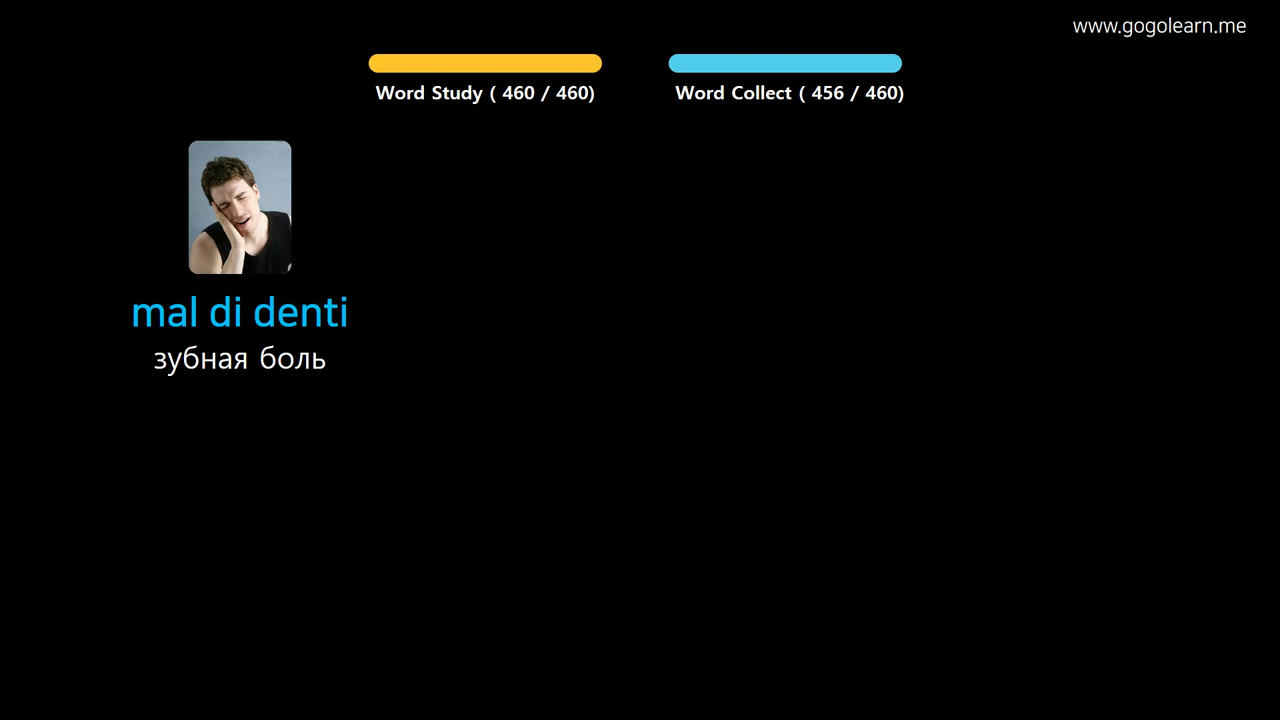 www.gogolearn.me
Word Study ( 460 / 460)
Word Collect ( 456 / 460)
mal di denti
зубная боль